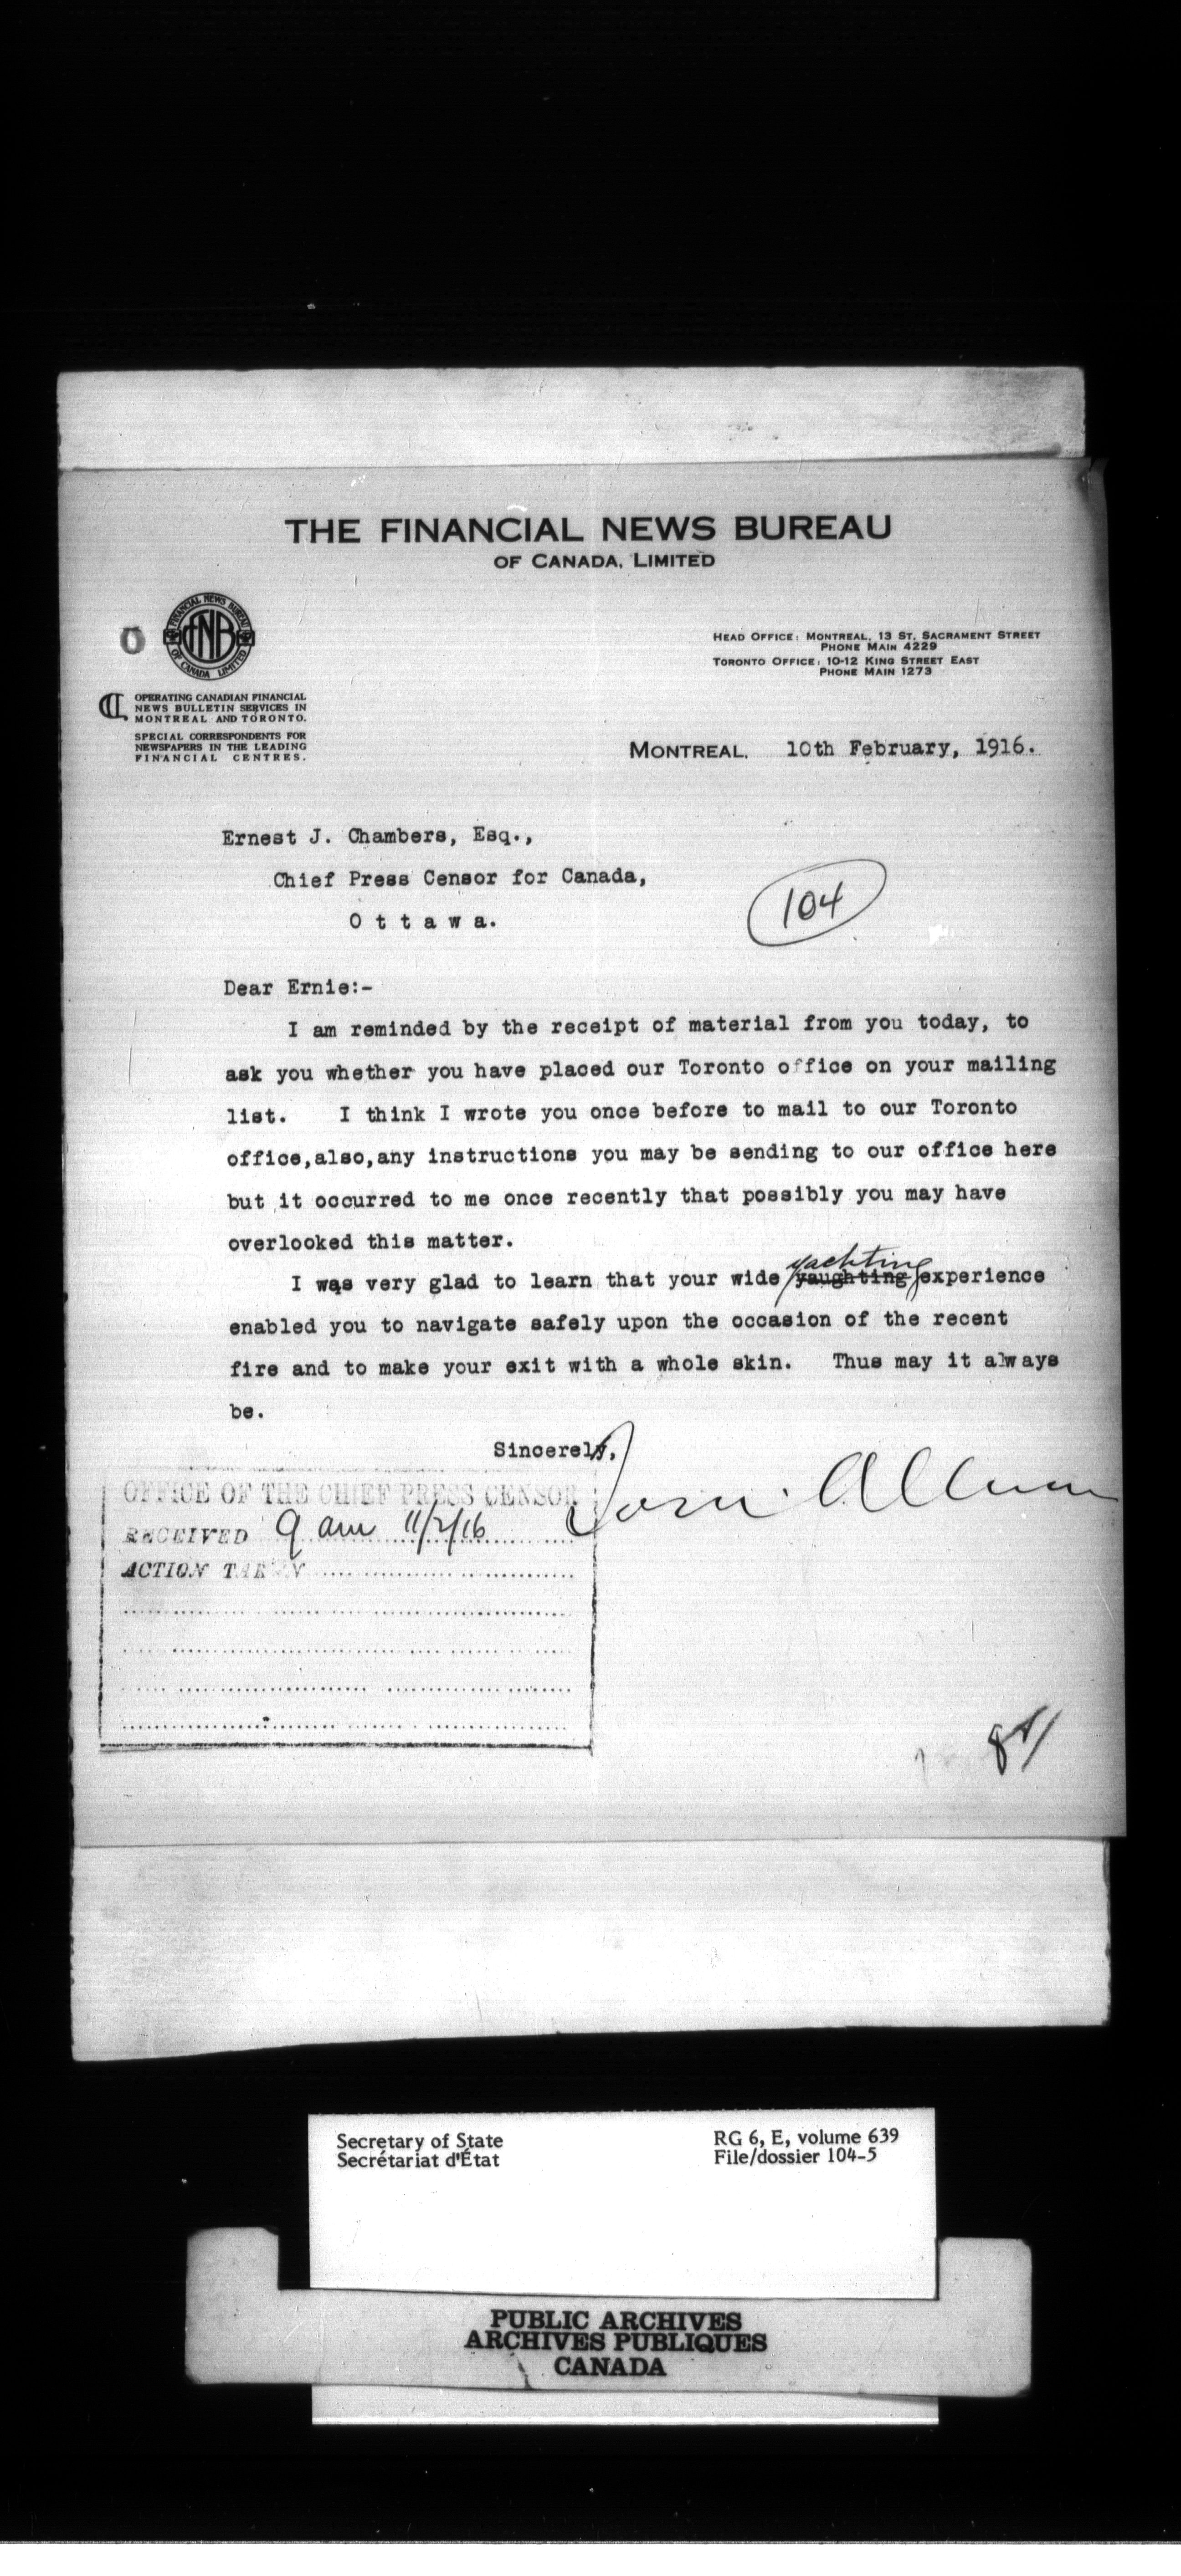 THE FINANCIAL NEWS BUREAU
OF CANADA, LIMITED
FINANCIAL NEWS BUREAU
FNB
OF CANADA LIMITED
HEAD OFFICE: MONTREAL, 13 ST. SACRAMENT STREET
PHONE MAIN 4229
TORONTO OFFICE: 10-12 KING STREET EAST
PHONE MAIN 1273
OPERATING CANADIAN FINANCIAL
NEWS BULLETIN SERVICES IN
MONTREAL AND TORONTO.
SPECIAL CORRESPONDENTS FOR
NEWSPAPERS IN THE LEADING
FINANCIAL CENTRES.
MONTREAL, 10th February, 1916.
Ernest J. Chambers, Esq.,
Chief Press Censor for Canada,
O t t a w a.
104
Dear Ernie:-
I am reminded by the receipt of material from you today, to
ask you whether you have placed our Toronto office on your mailing
list. I think I wrote you once before to mail to our Toronto
office,also,any instructions you may be sending to our office here
but it occurred to me once recently that possibly you may have
overlooked this matter.
yachting
I was very glad to learn that your wide yaughting experience
enabled you to navigate safely upon the occasion of the recent
fire and to make your exit with a whole skin. Thus may it always
be.
Sincerely,
OFFICE OF THE CHIEF PRESS CENSOR
RECEIVED 9 am 11/2/16
ACTION TAKEN
Secretary of State
Secrétariat d'État
RG 6, E, volume 639
File/dossier 104-5
PUBLIC ARCHIVES
ARCHIVES PUBLIQUES
CANADA